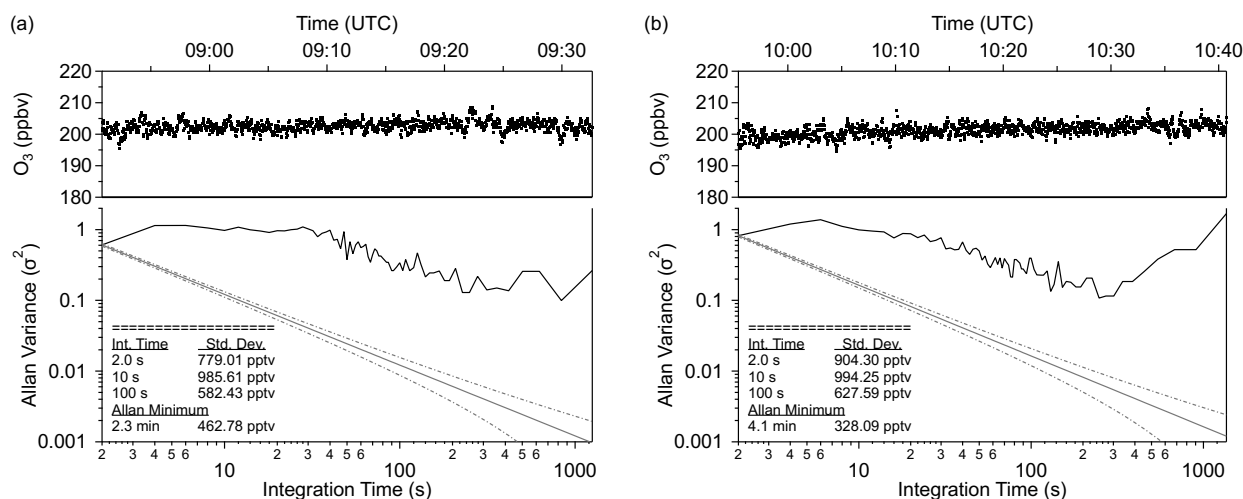 (a)
Time (UTC)
09:00 09:10 09:20 09:30
220
210
200
190
180
O3 (ppbv)
1
0.1
0.01
0.001
Allan Variance (σ2)
Int. Time Std. Dev.
2.0 s 779.01 pptv
10 s 985.61 pptv
100 s 582.43 pptv
Allan Minimum
2.3 min 462.78 pptv
2 3 4 5 6 2 3 4 5 6 2 3 4 5 6
10 100 1000
Integration Time (s)
(b)
Time (UTC)
10:00 10:10 10:20 10:30 10:40
220
210
200
190
180
O3 (ppbv)
1
0.1
0.01
0.001
Allan Variance (σ2)
Int. Time Std. Dev.
2.0 s 904.30 pptv
10 s 994.25 pptv
100 s 627.59 pptv
Allan Minimum
4.1 min 328.09 pptv
2 3 4 5 6 2 3 4 5 6 2 3 4 5 6
10 100 1000
Integration Time (s)